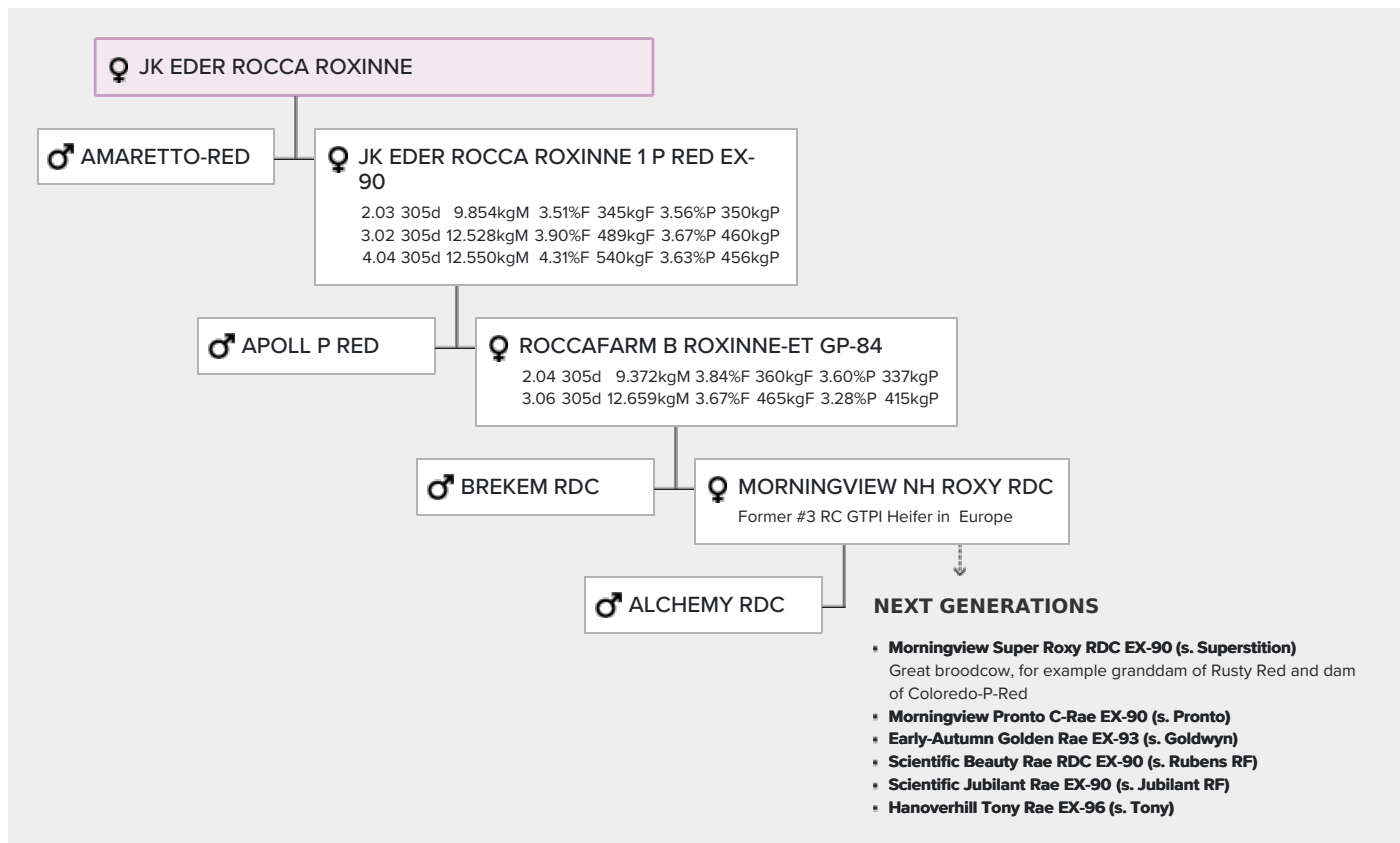 JK EDER ROCCA ROXINNE
AMARETTO-RED
JK EDER ROCCA ROXINNE 1 P RED EX-
90
2.03 305d 9.854kgM 3.51%F 345kgF 3.56%P 350kgP
3.02 305d 12.528kgM 3.90%F 489kgF 3.67%P 460kgP
4.04 305d 12.550kgM 4.31%F 540kgF 3.63%P 456kgP
APOLL P RED
ROCCAFARM B ROXINNE-ET GP-84
2.04 305d 9.372kgM 3.84%F 360kgF 3.60%P 337kgP
3.06 305d 12.659kgM 3.67%F 465kgF 3.28%P 415kgP
BREKEM RDC
MORNINGVIEW NH ROXY RDC
Former #3 RC GTPI Heifer in Europe
ALCHEMY RDC
NEXT GENERATIONS
Morningview Super Roxy RDC EX-90 (s. Superstition)
Great broodcow, for example granddam of Rusty Red and dam
of Coloredo-P-Red
Morningview Pronto C-Rae EX-90 (s. Pronto)
Early-Autumn Golden Rae EX-93 (s. Goldwyn)
Scientific Beauty Rae RDC EX-90 (s. Rubens RF)
Scientific Jubilant Rae EX-90 (s. Jubilant RF)
Hanoverhill Tony Rae EX-96 (s. Tony)